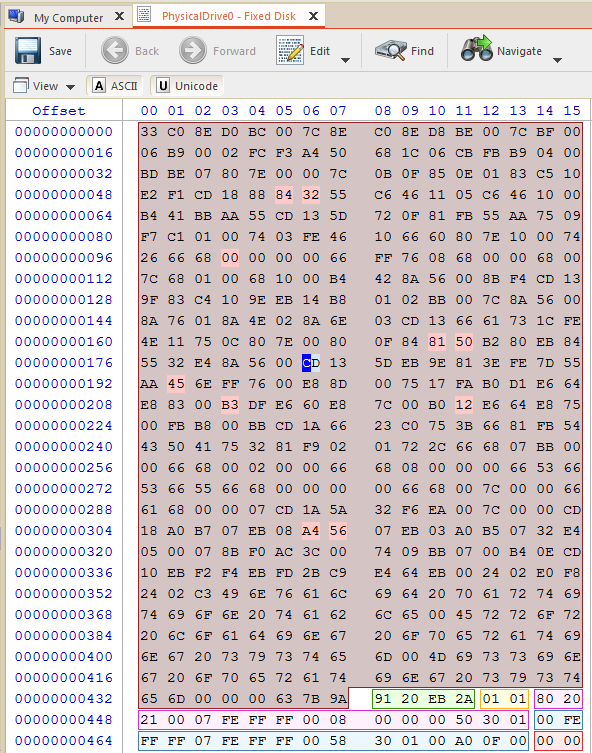 My Computer X PhysicalDrive0 - Fixed Disk X
Save Back Forward Edit Find Navigate
View A ASCII U Unicode
Offset 00 01 02 03 04 05 06 07 08 09 10 11 12 13 14 15
00000000000 33 C0 8E D0 BC 00 7C 8E C0 8E D8 BE 00 7C BF 00
00000000016 06 B9 00 02 FC F3 A4 50 68 1C 06 CB FB B9 04 00
00000000032 BD BE 07 80 7E 00 00 7C 0B 0F 85 0E 01 83 C5 10
00000000048 E2 F1 CD 18 88 84 32 55 C6 46 11 05 C6 46 10 00
00000000064 B4 41 BB AA 55 CD 13 5D 72 0F 81 FB 55 AA 75 09
00000000080 F7 C1 01 00 74 03 FE 46 10 66 60 80 7E 10 00 74
00000000096 26 66 68 00 00 00 00 66 FF 76 08 68 00 00 68 00
00000000112 7C 68 01 00 68 10 00 B4 42 8A 56 00 8B F4 CD 13
00000000128 9F 83 C4 10 9E EB 14 B8 01 02 BB 00 7C 8A 56 00
00000000144 8A 76 01 8A 4E 02 8A 6E 03 CD 13 66 61 73 1C FE
00000000160 4E 11 75 0C 80 7E 00 80 0F 84 81 50 B2 80 EB 84
00000000176 55 32 E4 8A 56 00 CD 13 5D EB 9E 81 3E FE 7D 55
00000000192 AA 45 6E FF 76 00 E8 8D 00 75 17 FA B0 D1 E6 64
00000000208 E8 83 00 B3 DF E6 60 E8 7C 00 B0 12 E6 64 E8 75
00000000224 00 FB B8 00 BB CD 1A 66 23 C0 75 3B 66 81 FB 54
00000000240 43 50 41 75 32 81 F9 02 01 72 2C 66 68 07 BB 00
00000000256 00 66 68 00 02 00 00 66 68 08 00 00 00 66 53 66
00000000272 53 66 55 66 68 00 00 00 00 66 68 00 7C 00 00 66
00000000288 61 68 00 00 07 CD 1A 5A 32 F6 EA 00 7C 00 00 CD
00000000304 18 A0 B7 07 EB 08 A4 56 07 EB 03 A0 B5 07 32 E4
00000000320 05 00 07 8B F0 AC 3C 00 74 09 BB 07 00 B4 0E CD
00000000336 10 EB F2 F4 EB FD 2B C9 E4 64 EB 00 24 02 E0 F8
00000000352 24 02 C3 49 6E 76 61 6C 69 64 20 70 61 72 74 69
00000000368 74 69 6F 6E 20 74 61 62 6C 65 00 45 72 72 6F 72
00000000384 20 6C 6F 61 64 69 6E 67 20 6F 70 65 72 61 74 69
00000000400 6E 67 20 73 79 73 74 65 6D 00 4D 69 73 73 69 6E
00000000416 67 20 6F 70 65 72 61 74 69 6E 67 20 73 79 73 74
00000000432 65 6D 00 00 00 63 7B 9A 91 20 EB 2A 01 01 80 20
00000000448 21 00 07 FE FF FF 00 08 00 00 00 50 30 01 00 FE
00000000464 FF FF 07 FE FF FF 00 58 30 01 00 A0 0F 00 00 00